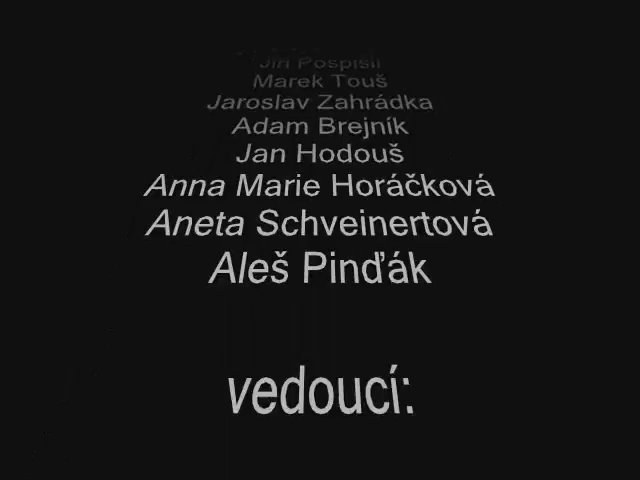 Jiří Pospíšil
Marek Touš
Jaroslav Zahrádka
Adam Brejník
Jan Hodouš
Anna Marie Horáčková
Aneta Schveinertová
Aleš Pinďák
vedoucí: